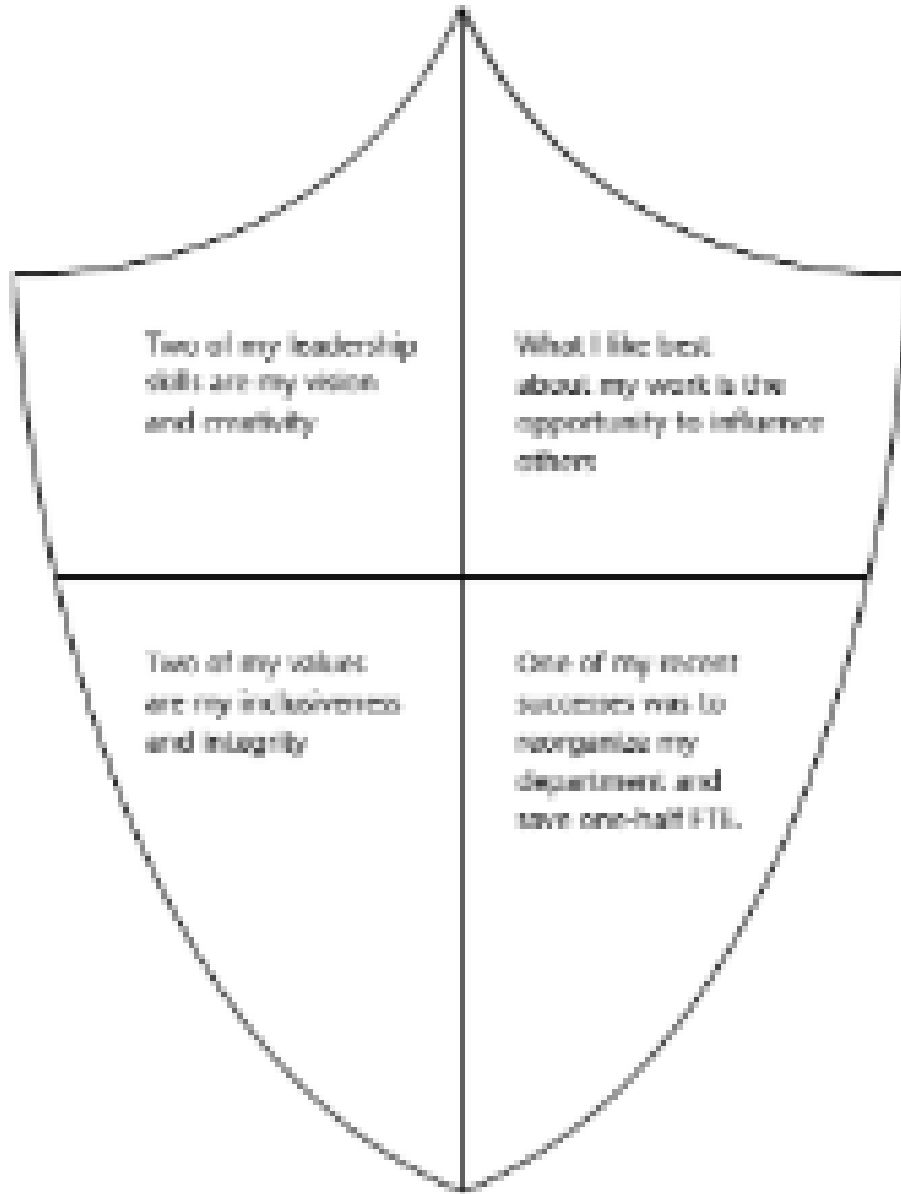 Two of my leadership
skills are my vision
and creativity
What I like best
about my work is the
opportunity to influence
others
Two of my values
are my inclusiveness
and integrity
One of my recent
successes was to
reorganize my
department and
save one-half FTE.